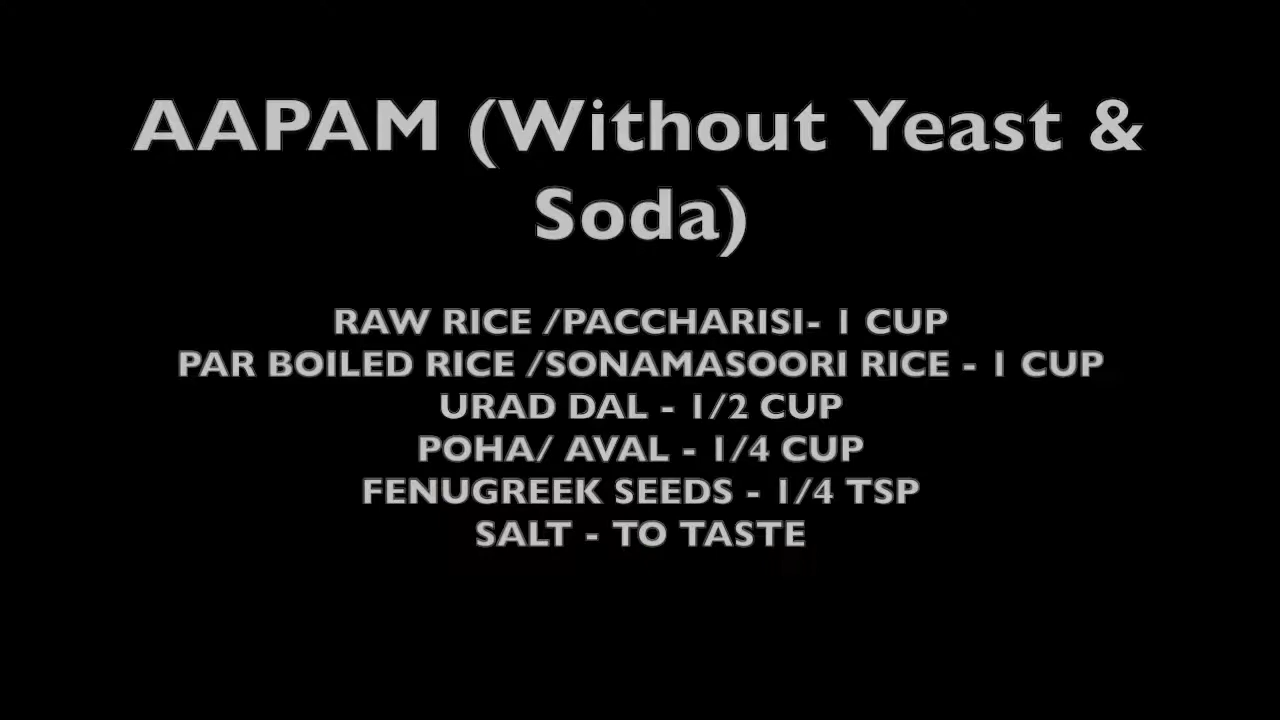 AAPAM (Without Yeast &
Soda)
RAW RICE /PACCHARISI- 1 CUP
PAR BOILED RICE /SONAMASOORI RICE - 1 CUP
URAD DAL - 1/2 CUP
POHA/ AVAL - 1/4 CUP
FENUGREEK SEEDS - 1/4 TSP
SALT - TO TASTE